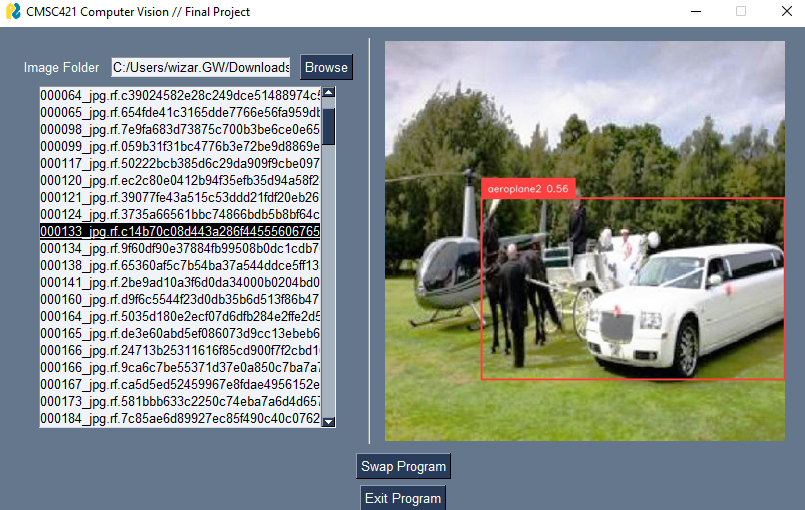 CMSC421 Computer Vision // Final Project
Image Folder C:/Users/wizar.GW/Downloads Browse
000064_jpg.rf.c39024582e28c249dce51488974c5
000065_jpg.rf.654fde41c3165dde7766e56fa959db
000098_jpg.rf.7e9fa683d73875c700b3be6ce0e65
000099_jpg.rf.059b31f31bc4776b3e72be9d8869e
000117_jpg.rf.50222bcb385d6c29da909f9cbe097
000120_jpg.rf.ec2c80e0412b94f35efb35d94a58f2
000121_jpg.rf.39077fe43a515c53ddd21fdf20eb26
000124_jpg.rf.3735a66561bbc74866bdb5b8bf64c
000133_jpg.rf.c14b70c08d443a286f44555606765
000134_jpg.rf.9f60df90e37884fb99508b0dc1cdb7
000138_jpg.rf.65360af5c7b54ba37a544ddce5ff13
000141_jpg.rf.2be9ad10a3f6d0da34000b0204bd0
000160_jpg.rf.d9f6c5544f23d0db35b6d513f86b47
000164_jpg.rf.5035d180e2ecf07d6dfb284e2ffe2d5
000165_jpg.rf.de3e60abd5ef086073d9cc13ebeb6
000166_jpg.rf.24713b25311616f85cd900f7f2cbd1
000166_jpg.rf.9ca6c7be55371d37e0a850c7ba7a7
000167_jpg.rf.ca5d5ed52459967e8fdae4956152e
000173_jpg.rf.581bbb633c2250c74eba7a6d4d657
000184_jpg.rf.7c85ae6d89927ec85f490c40c0762
aeroplane2 0.56
Swap Program
Exit Program